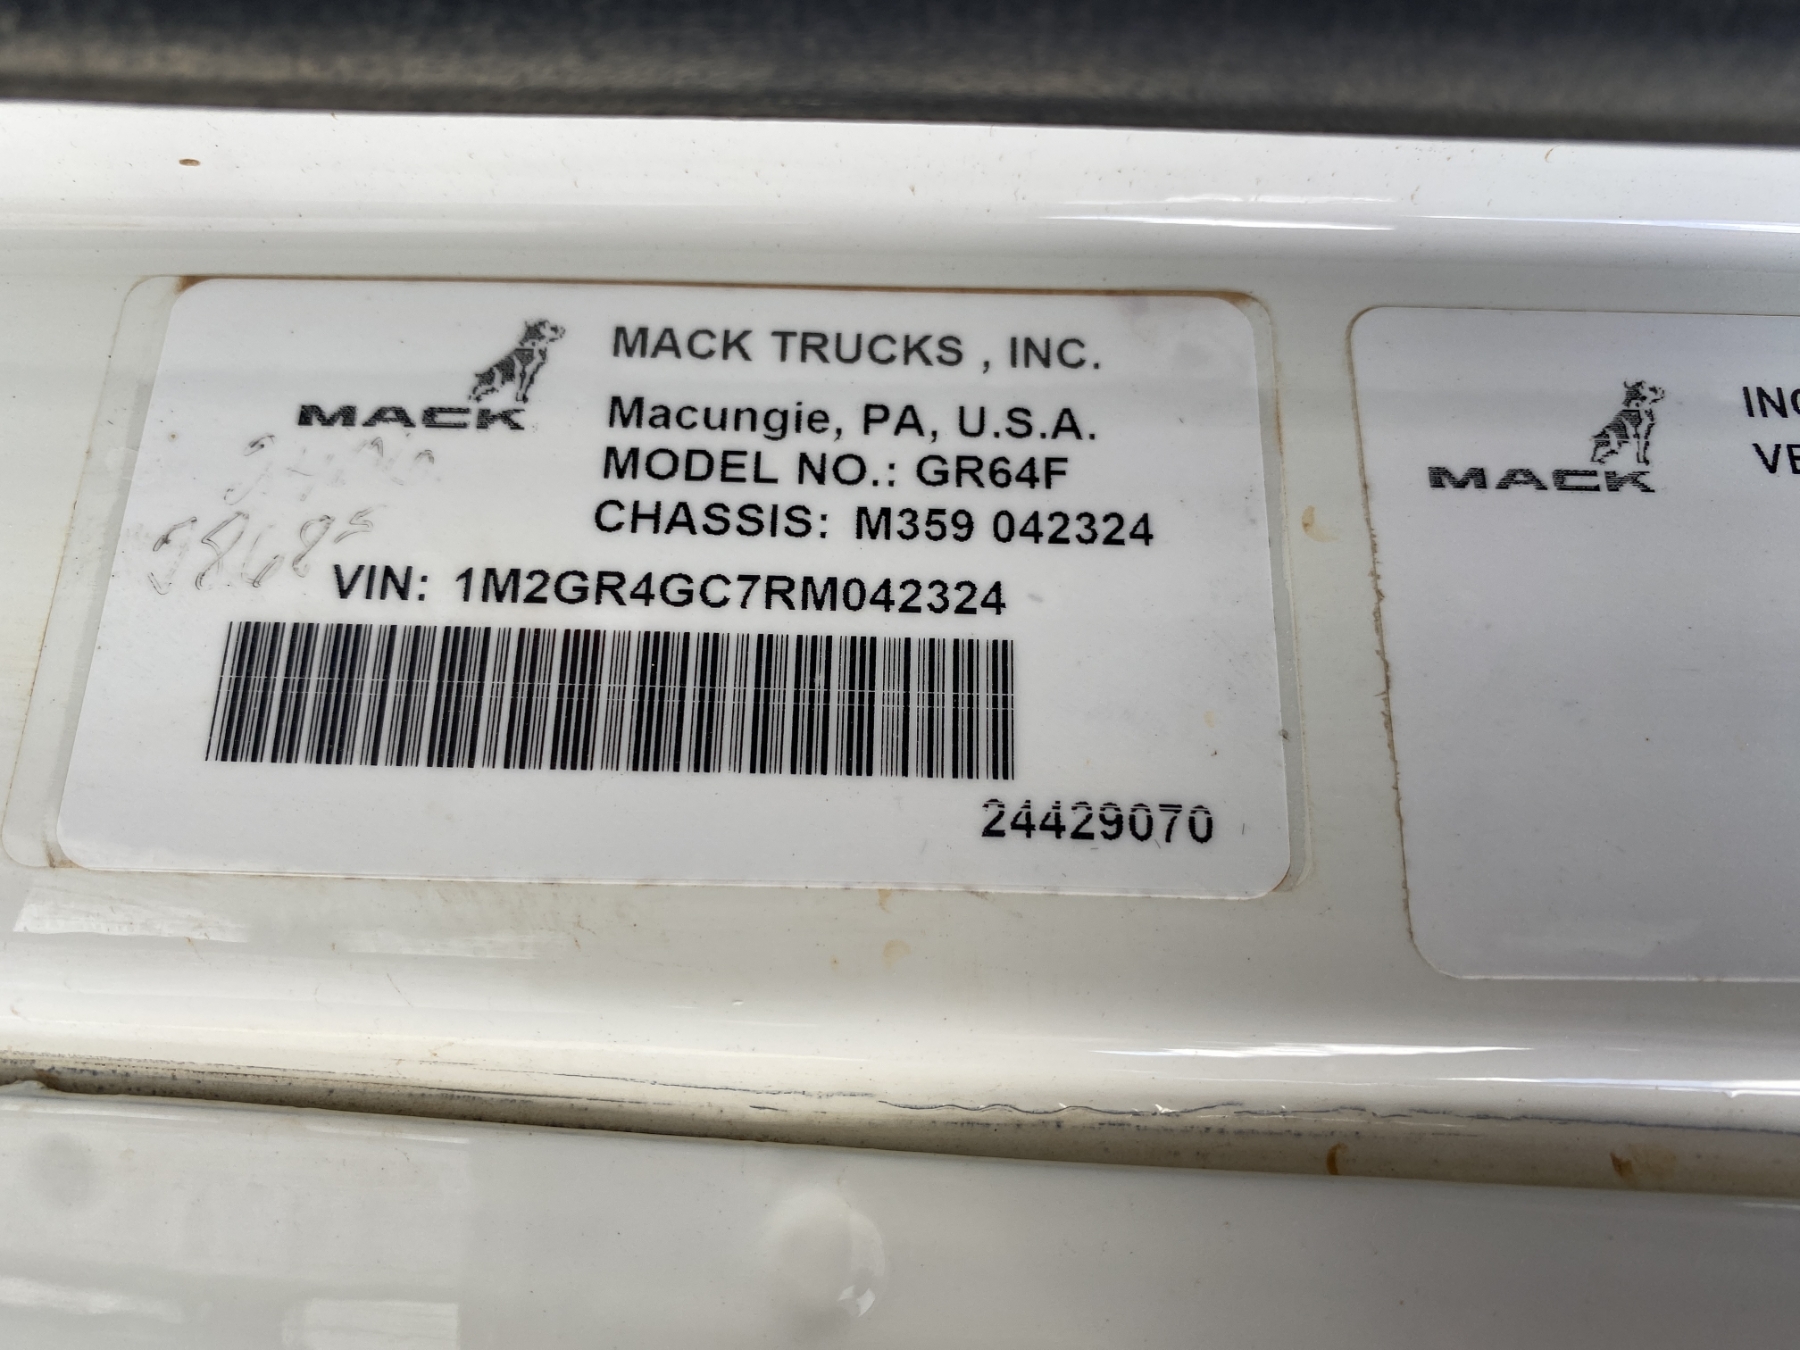 MACK
MACK TRUCKS , INC.
Macungie, PA, U.S.A.
MODEL NO.: GR64F
CHASSIS: M359 042324
VIN: 1M2GR4GC7RM042324
24429070
MACK